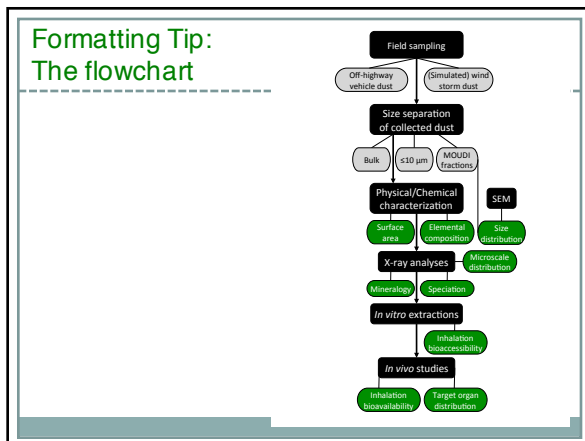 Formatting Tip:
The flowchart
Field sampling
Off-highway
vehicle dust
(Simulated) wind
storm dust
Size separation
of collected dust
Bulk
≤10 µm
MOUDI
fractions
Physical/Chemical
characterization
SEM
Surface
area
Elemental
composition
Size
distribution
X-ray analyses
Microscale
distribution
Mineralogy
Speciation
In vitro extractions
Inhalation
bioaccessibility
In vivo studies
Inhalation
bioavailability
Target organ
distribution